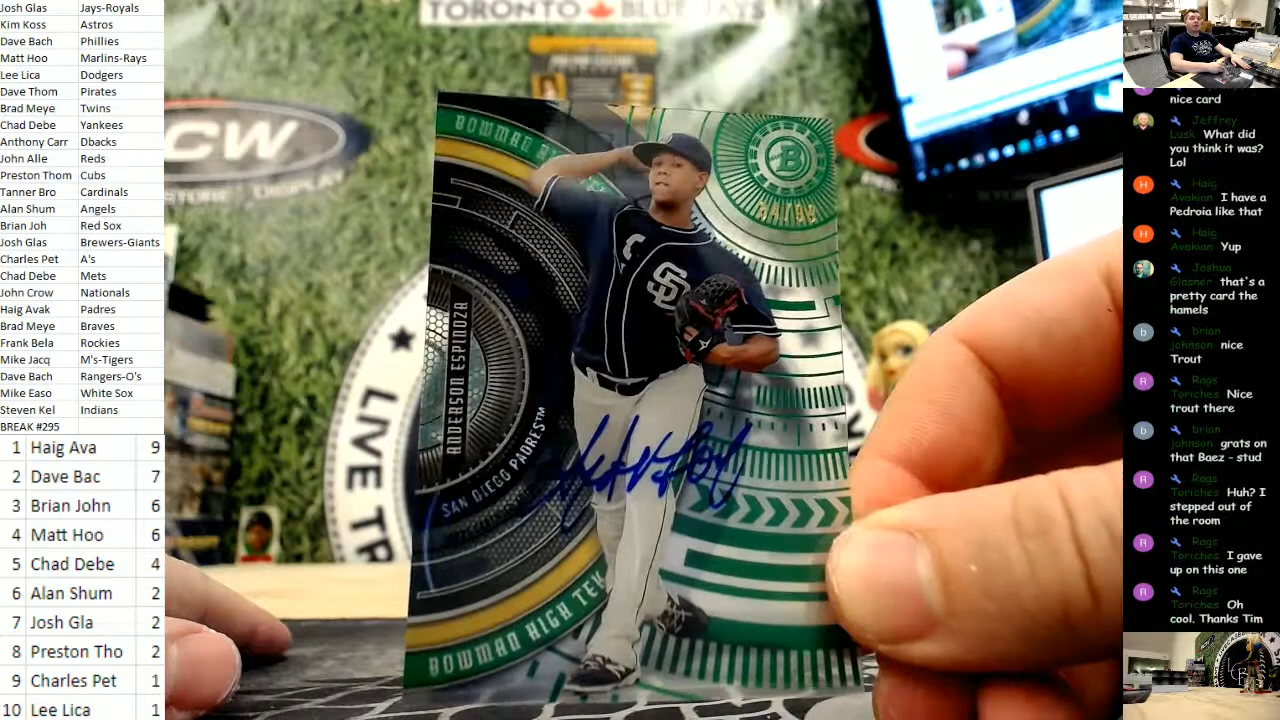 Josh Glas Jays-Royals
Kim Koss Astros
Dave Bach Phillies
Matt Hoo Marlins-Rays
Lee Lica Dodgers
Dave Thom Pirates
Brad Meye Twins
Chad Debe Yankees
Anthony Carr Dbacks
John Alle Reds
Preston Thom Cubs
Tanner Bro Cardinals
Alan Shum Angels
Brian Joh Red Sox
Josh Glas Brewers-Giants
Charles Pet A's
Chad Debe Mets
John Crow Nationals
Haig Avak Padres
Brad Meye Braves
Frank Bela Rockies
Mike Jacq M's-Tigers
Dave Bach Rangers-O's
Mike Easo White Sox
Steven Kel Indians
BREAK #295
1 Haig Ava 9
2 Dave Bac 7
3 Brian John 6
4 Matt Hoo 6
5 Chad Debe 4
6 Alan Shum 2
7 Josh Gla 2
8 Preston Tho 2
9 Charles Pet 1
10 Lee Lica 1
TORONTO BLUE JAYS
CW
LIVE
BOWMAN
B
SD
ANDERSON ESPINOZA
SAN DIEGO PADRES™
BOWMAN HIGH TEK
nice card
Jeffrey
Lusk What did
you think it was?
Lol
Haig
Avakian I have a
Pedroia like that
Haig
Avakian Yup
Joshua
Glasner that's a
pretty card the
hamels
brian
johnson nice
Trout
Rags
Toriches Nice
trout there
brian
johnson grats on
that Baez - stud
Rags
Toriches Huh? I
stepped out of
the room
Rags
Toriches I gave
up on this one
Rags
Toriches Oh
cool. Thanks Tim